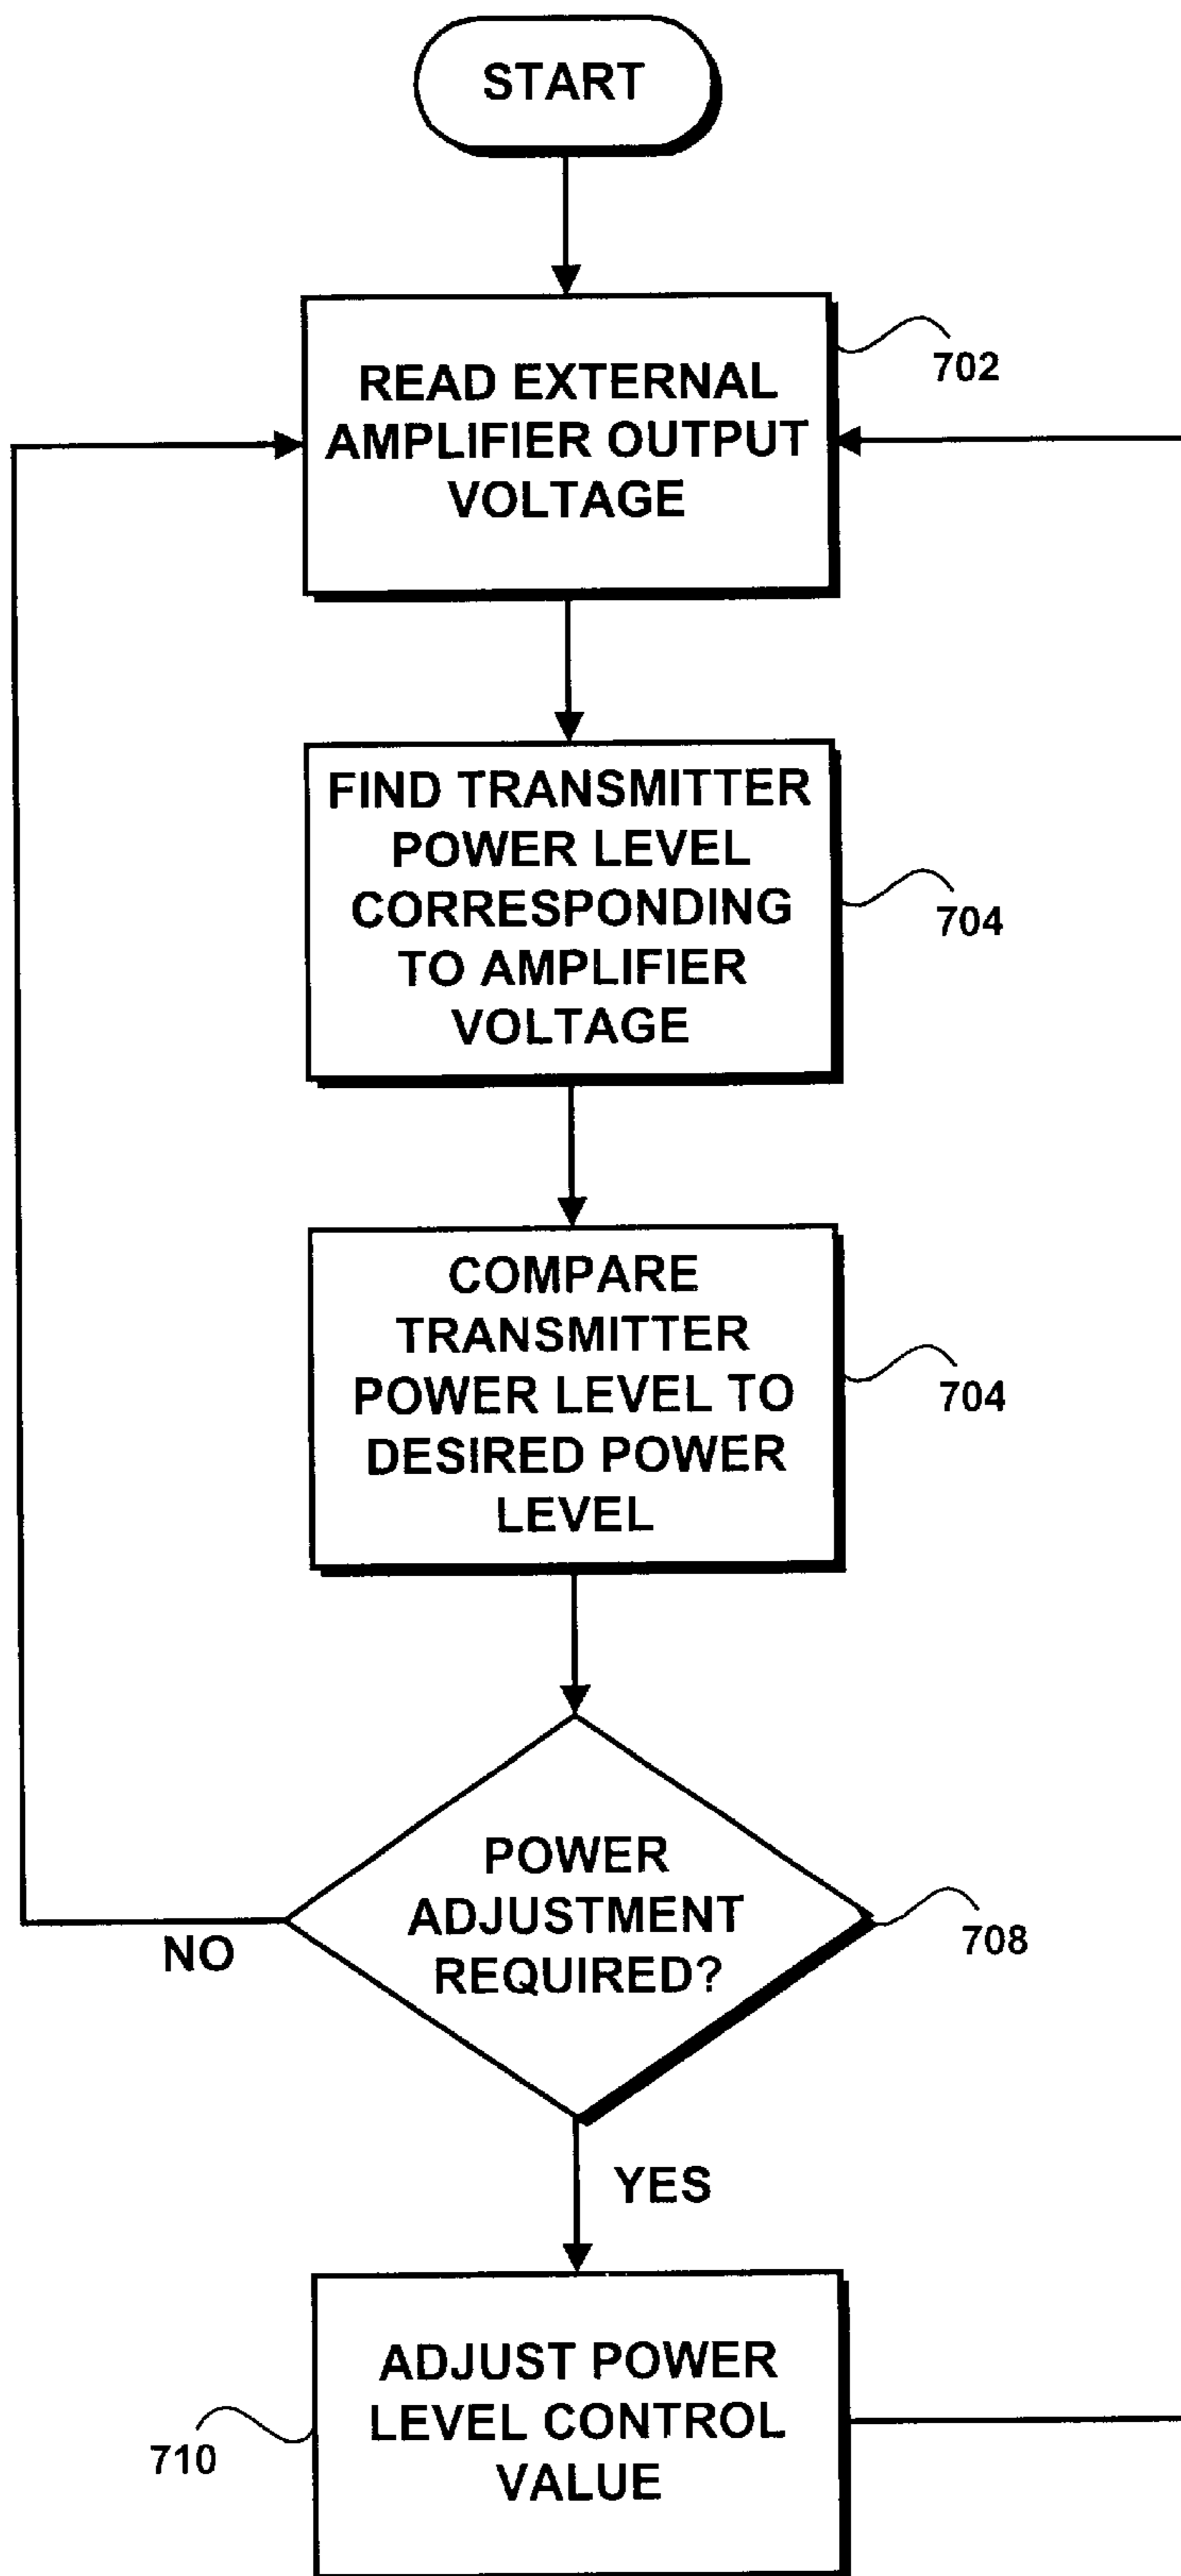 START
READ EXTERNAL
AMPLIFIER OUTPUT
VOLTAGE
702
FIND TRANSMITTER
POWER LEVEL
CORRESPONDING
TO AMPLIFIER
VOLTAGE
704
COMPARE
TRANSMITTER
POWER LEVEL TO
DESIRED POWER
LEVEL
704
POWER
ADJUSTMENT
REQUIRED?
708
NO
YES
ADJUST POWER
LEVEL CONTROL
VALUE
710